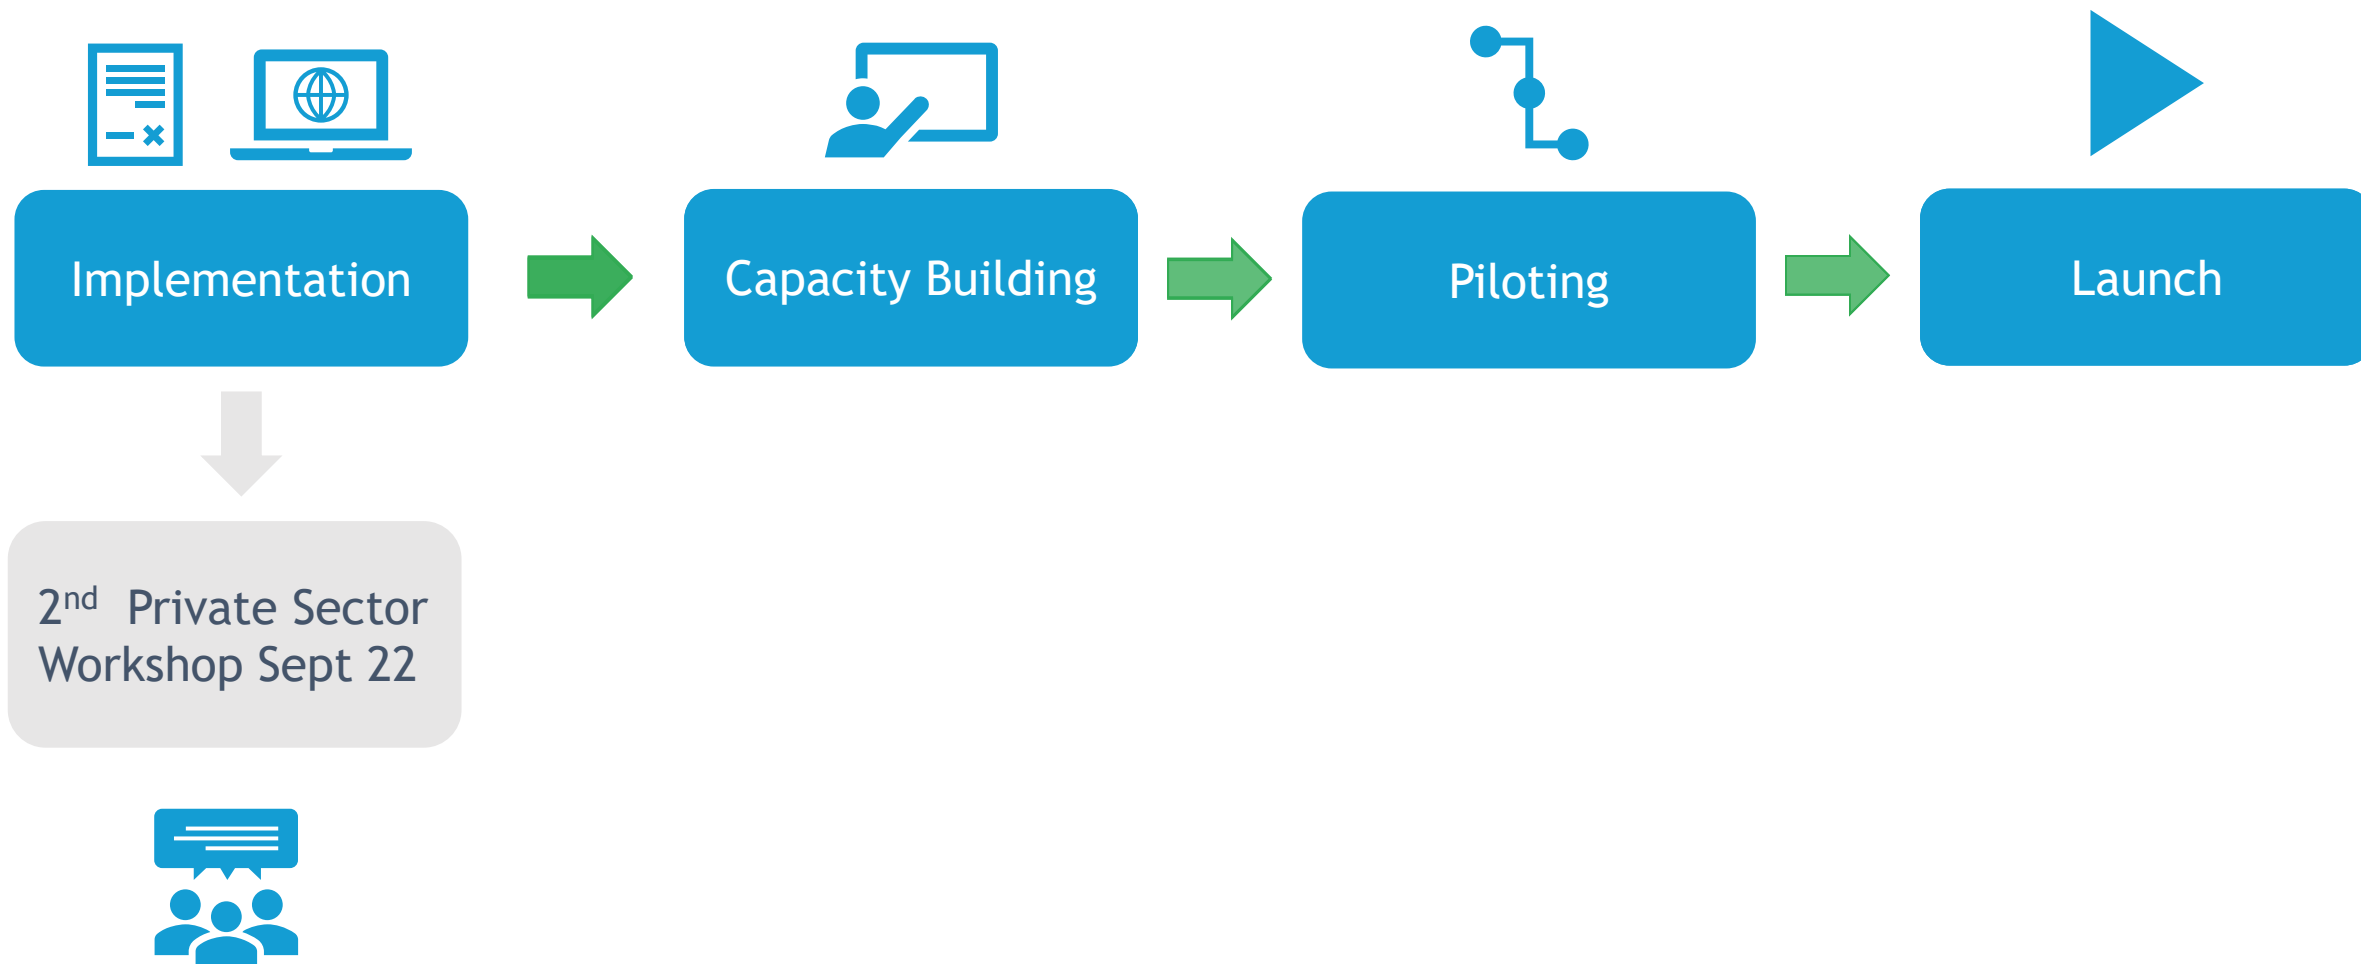 Implementation
Capacity Building
Piloting
Launch
2nd Private Sector
Workshop Sept 22